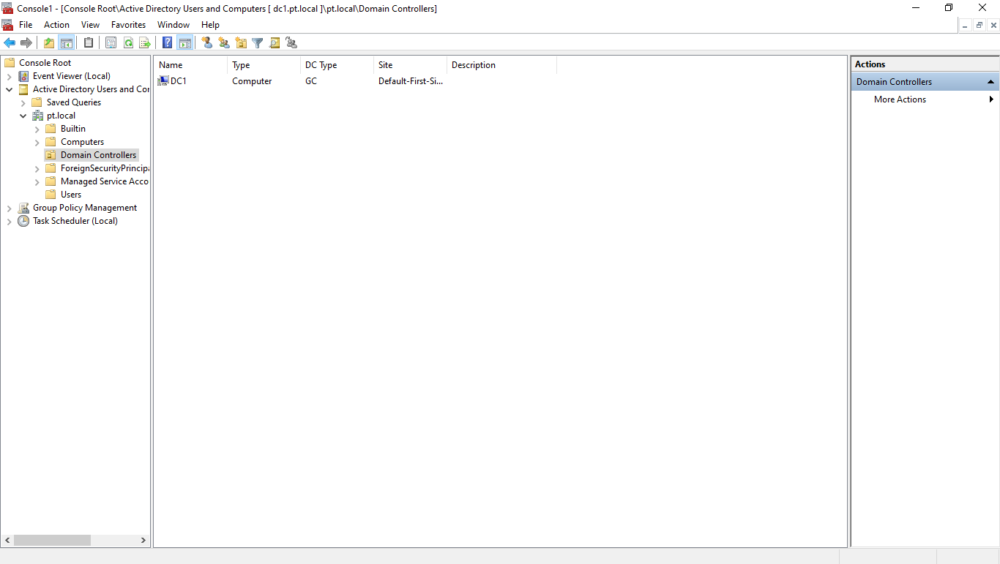 Console1 - [Console Root\Active Directory Users and Computers [ dc1.pt.local ]\pt.local\Domain Controllers]
File Action View Favorites Window Help
Console Root
Event Viewer (Local)
Active Directory Users and Cor
Saved Queries
pt.local
Builtin
Computers
Domain Controllers
ForeignSecurityPrincipa
Managed Service Acco
Users
Group Policy Management
Task Scheduler (Local)
Name Type DC Type Site Description
DC1 Computer GC Default-First-Si...
Actions
Domain Controllers
More Actions